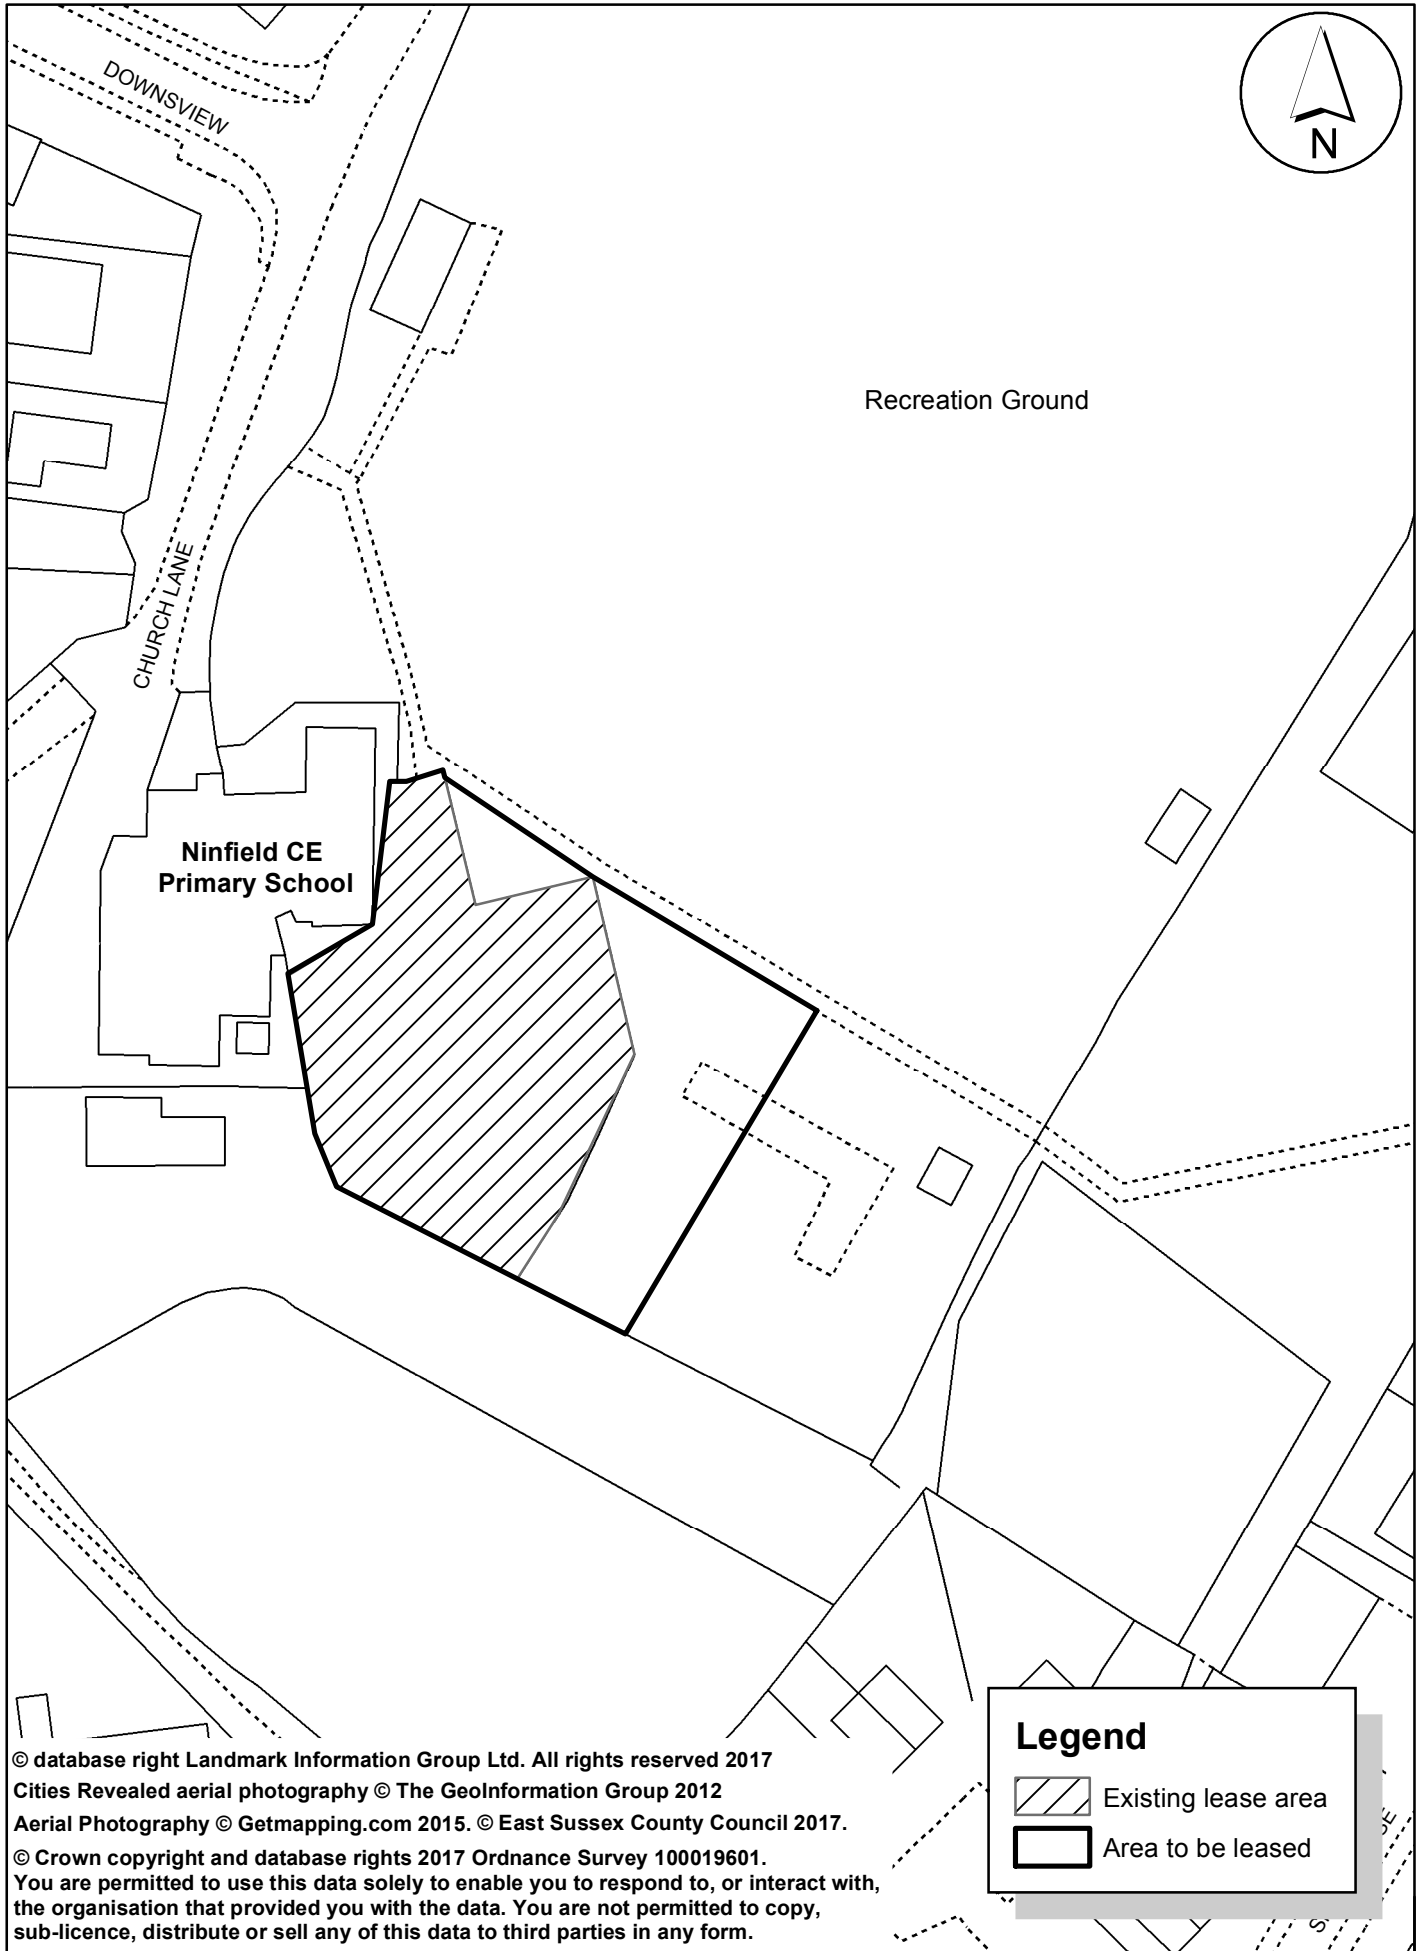 DOWNSVIEW
N
Recreation Ground
CHURCH LANE
Ninfield CE
Primary School
Legend
Existing lease area
Area to be leased
© database right Landmark Information Group Ltd. All rights reserved 2017
Cities Revealed aerial photography © The GeoInformation Group 2012
Aerial Photography © Getmapping.com 2015. © East Sussex County Council 2017.
© Crown copyright and database rights 2017 Ordnance Survey 100019601.
You are permitted to use this data solely to enable you to respond to, or interact with,
the organisation that provided you with the data. You are not permitted to copy,
sub-licence, distribute or sell any of this data to third parties in any form.